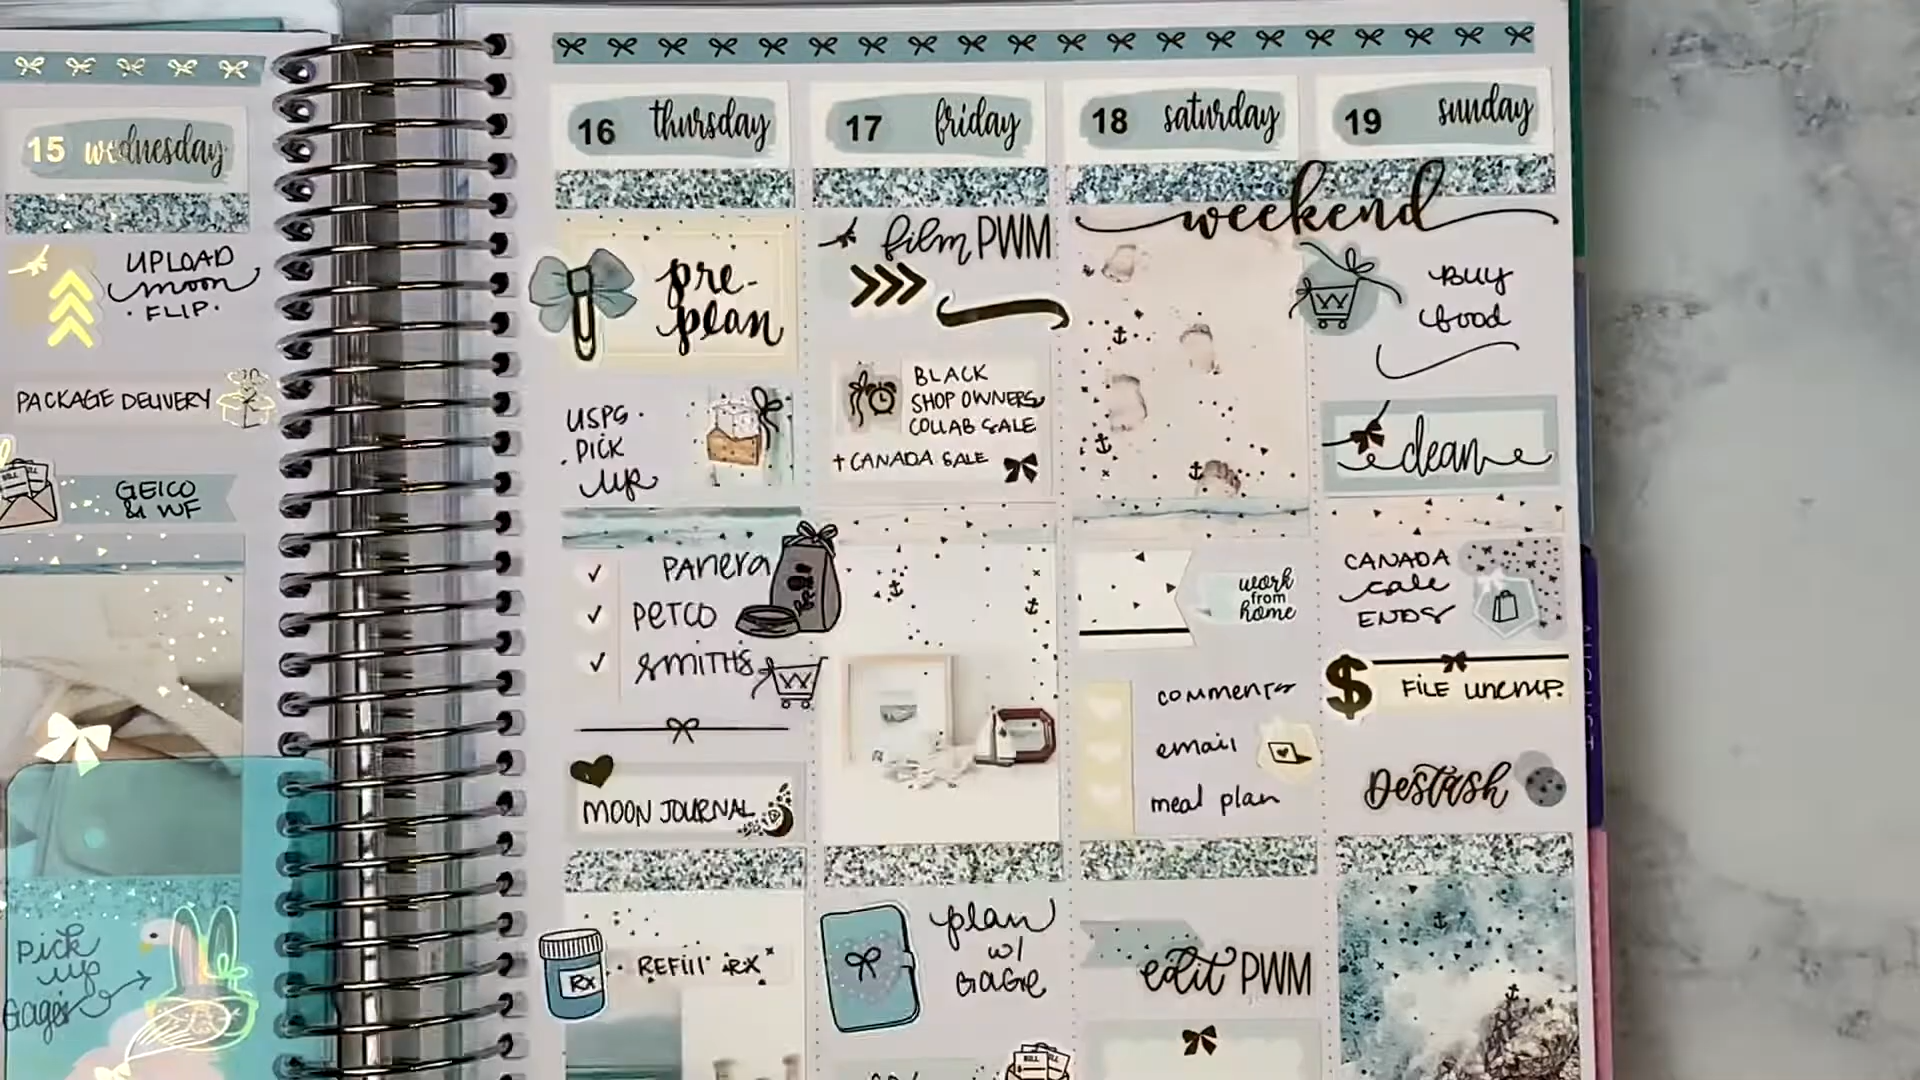 15 wednesday
UPLOAD
moon
· FLIP ·
PACKAGE DELIVERY
BILL
GEICO
& WF
Pick
up
Gage's
16 thursday
pre-
plan
USPS ·
· PICK
up
PANERA
PETCO
SMITHS
MOON JOURNAL
RX
REFILL RX
17 friday
film PWM
BLACK
SHOP OWNERS
COLLAB SALE
+ CANADA SALE
plan
w/
GAGE
BILL
18 saturday
weekend
work
from
home
comments
email
meal plan
edit PWM
19 sunday
BUY
food
clean
CANADA
sale
ENDS
$ FILE UNEMP.
Destash